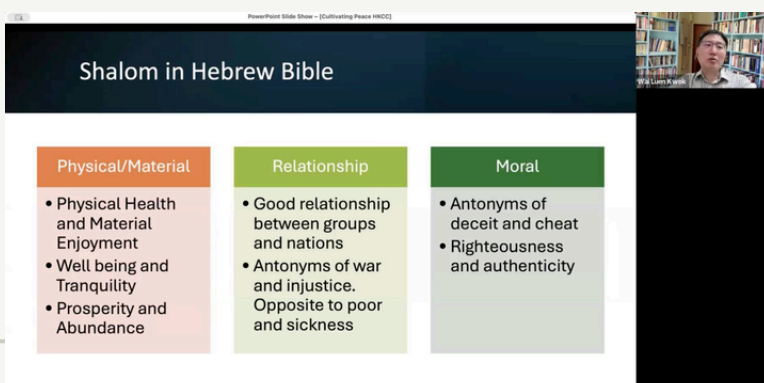 PowerPoint Slide Show – [Cultivating Peace HKCC]
Shalom in Hebrew Bible
Wai Lum Kwok
Physical/Material
• Physical Health
and Material
Enjoyment
• Well being and
Tranquility
• Prosperity and
Abundance
Relationship
• Good relationship
between groups
and nations
• Antonyms of war
and injustice.
Opposite to poor
and sickness
Moral
• Antonyms of
deceit and cheat
• Righteousness
and authenticity